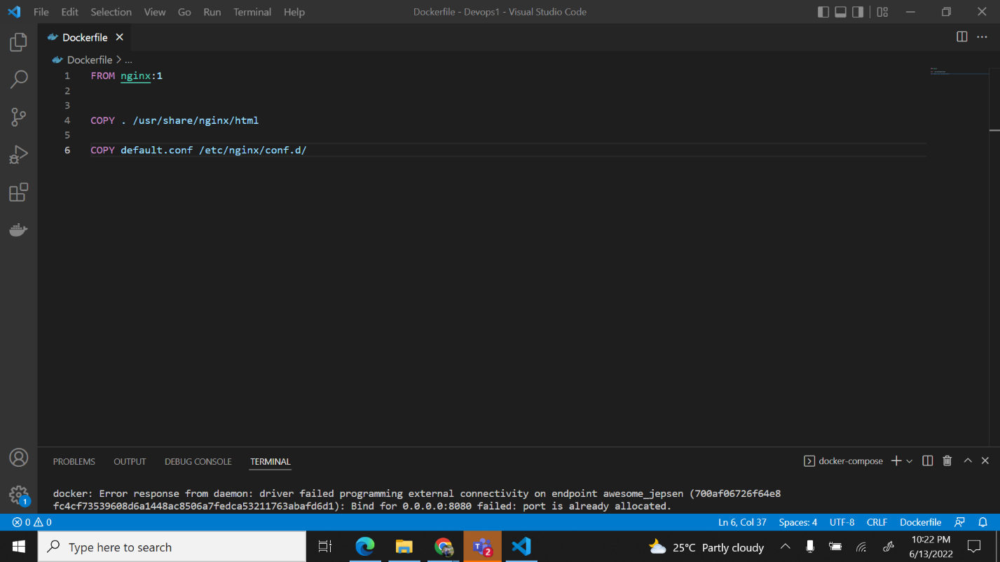 File Edit Selection View Go Run Terminal Help Dockerfile - Devops1 - Visual Studio Code
Dockerfile
Dockerfile > ...
1 FROM nginx:1
2
3
4 COPY . /usr/share/nginx/html
5
6 COPY default.conf /etc/nginx/conf.d/
PROBLEMS OUTPUT DEBUG CONSOLE TERMINAL docker-compose
docker: Error response from daemon: driver failed programming external connectivity on endpoint awesome_jepsen (700af06726f64e8
fc4cf73539608d6a1448ac8506a7fedca53211763abafd6d1): Bind for 0.0.0.0:8080 failed: port is already allocated.
1
0 0 Ln 6, Col 37 Spaces: 4 UTF-8 CRLF Dockerfile
Type here to search 2 25°C Partly cloudy 10:22 PM
6/13/2022